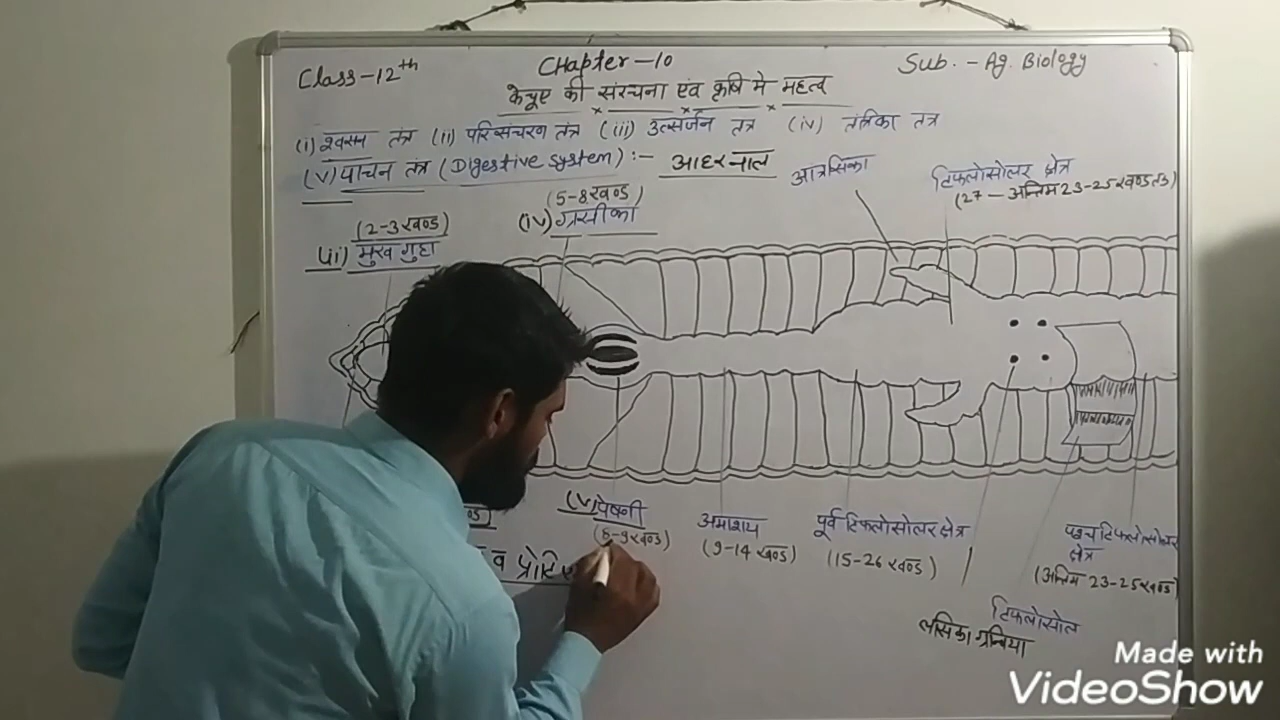 Class-12th
Chapter-10
Sub. - Ag. Biology
केचूए की संरचना एंव कृषि मे महत्व
(i) श्वसन तंत्र (ii) परिसंचरण तंत्र (iii) उत्सर्जन तत्र (iv) तंत्रिका तत्र
(V) पाचन तंत्र (Digestive system) :- आहरनाल
आत्रसिका
टिफ्लोसोलर क्षेत्र
(27 - अन्तिम 23-25 खण्ड तक)
(2-3 खण्ड)
(ii) मुख गुहा
(5-8 खण्ड)
(iv) ग्रसीका
(V) पेषणी
(8-9 खण्ड)
अमाशय
(9-14 खण्ड)
पूर्व टिफ्लोसोलर क्षेत्र
(15-26 खण्ड)
पश्च टिफ्लोसोलर
क्षेत्र
(अन्तिम 23-25 खण्ड)
व प्रोटि
टिफ्लोसोल
लसिका ग्रन्थिया
Made with
VideoShow